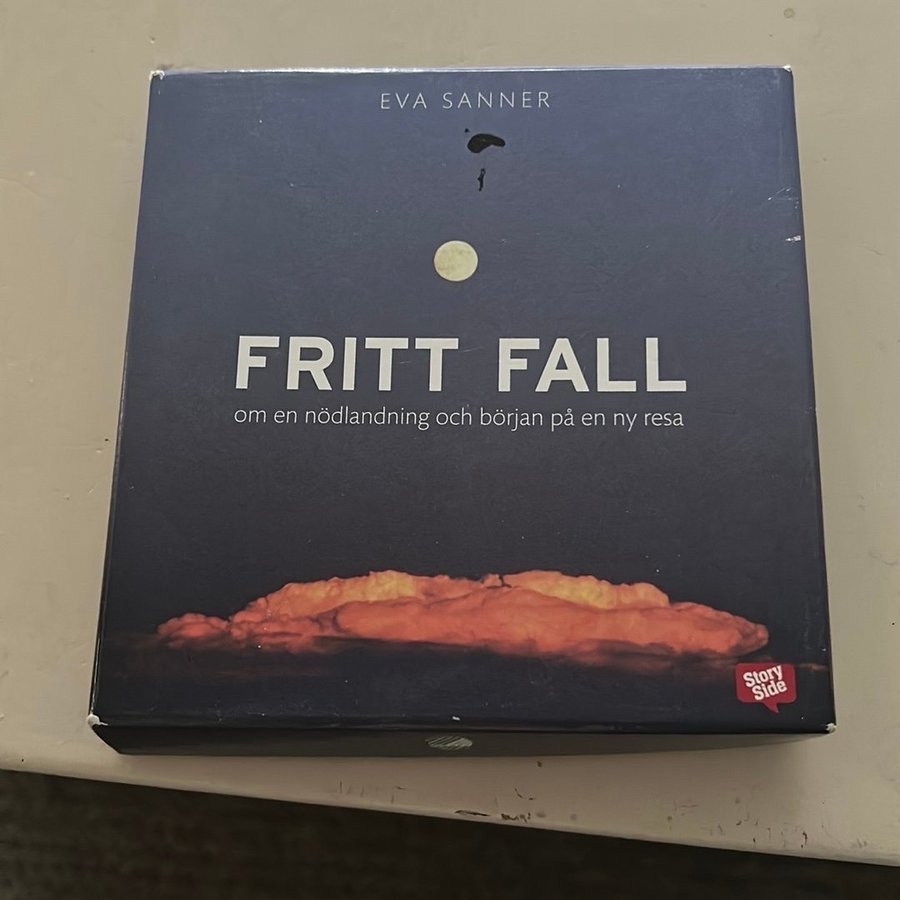 EVA SANNER
FRITT FALL
om en nödlandning och början på en ny resa
Story
Side